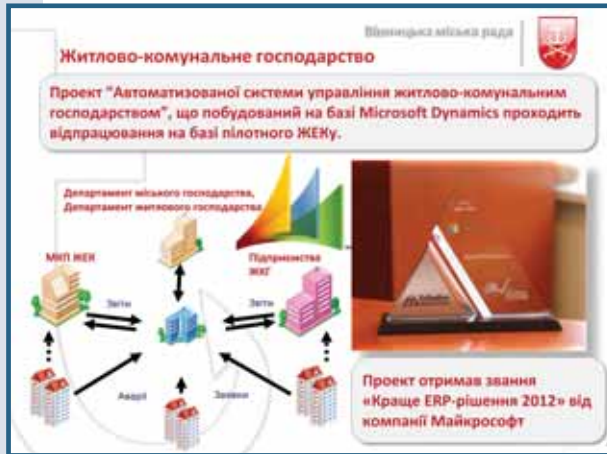 Вінницька міська рада
Житлово-комунальне господарство
Проект "Автоматизованої системи управління житлово-комунальним
господарством", що побудований на базі Microsoft Dynamics проходить
відпрацювання на базі пілотного ЖЕКу.
Департамент міського господарства,
Департамент житлового господарства
МКП ЖЕК
Підприємства
ЖКГ
Звіти
Звіти
Аварії
Заявки
Проект отримав звання
«Краще ERP-рішення 2012» від
компанії Майкрософт